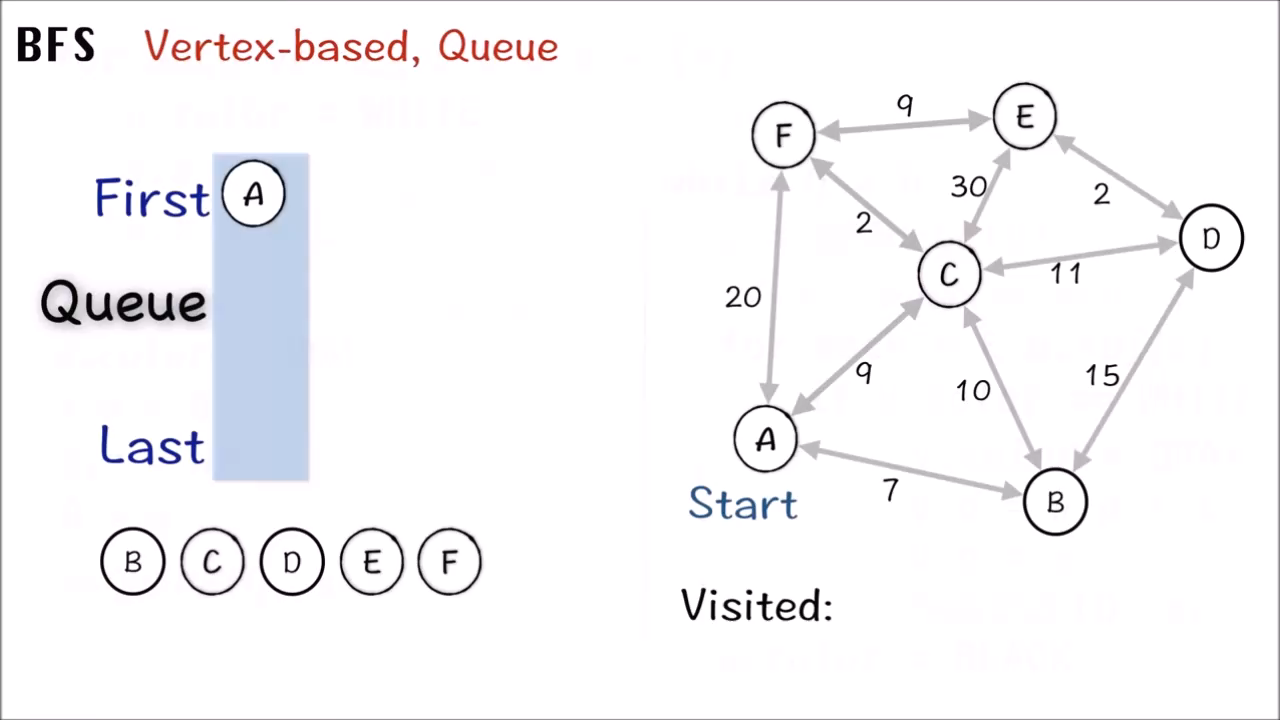 BFS Vertex-based, Queue
First A
Queue
Last
B C D E F
F 9 E
30 2
2 D
C 11
20
9 10 15
A
7 B
Start
Visited: